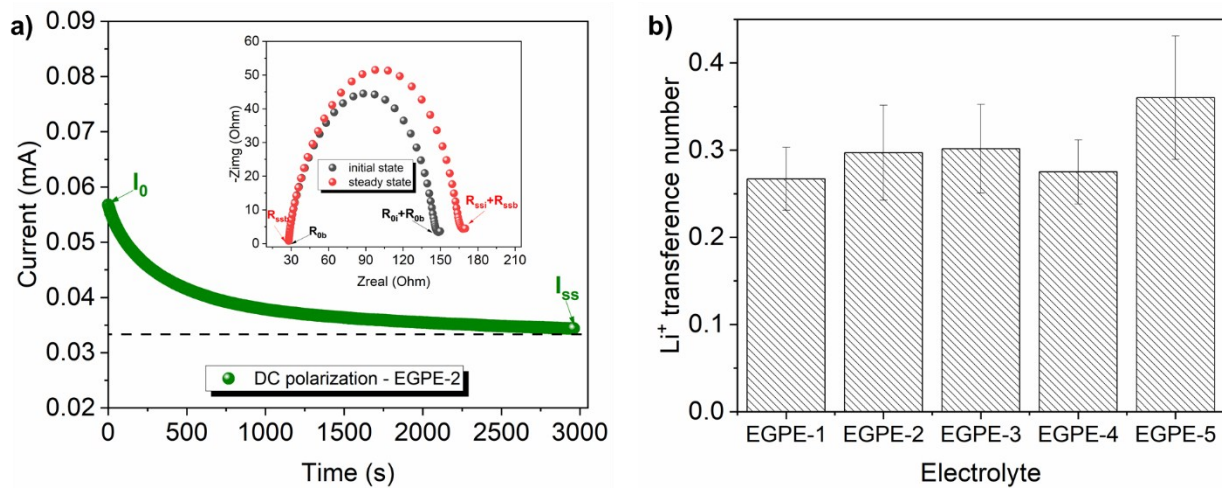 a)
Current (mA)
0.09
0.08
0.07
0.06
0.05
0.04
0.03
0.02
I0
Iss
DC polarization - EGPE-2
0 500 1000 1500 2000 2500 3000
Time (s)
-Zimg (Ohm)
60
50
40
30
20
10
0
initial state
steady state
Rssb
R0b
R0i+R0b
Rssi+Rssb
30 60 90 120 150 180 210
Zreal (Ohm)
b)
Li+ transference number
0.4
0.3
0.2
0.1
0.0
EGPE-1 EGPE-2 EGPE-3 EGPE-4 EGPE-5
Electrolyte